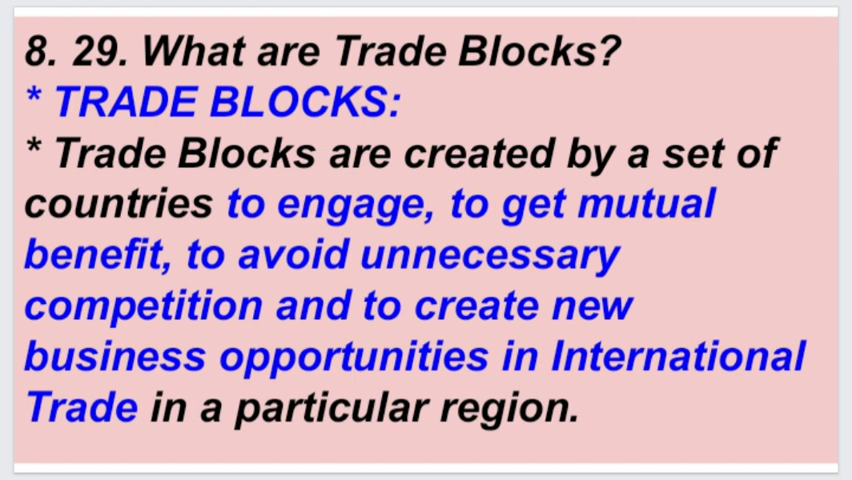 8. 29. What are Trade Blocks?
* TRADE BLOCKS:
* Trade Blocks are created by a set of
countries to engage, to get mutual
benefit, to avoid unnecessary
competition and to create new
business opportunities in International
Trade in a particular region.